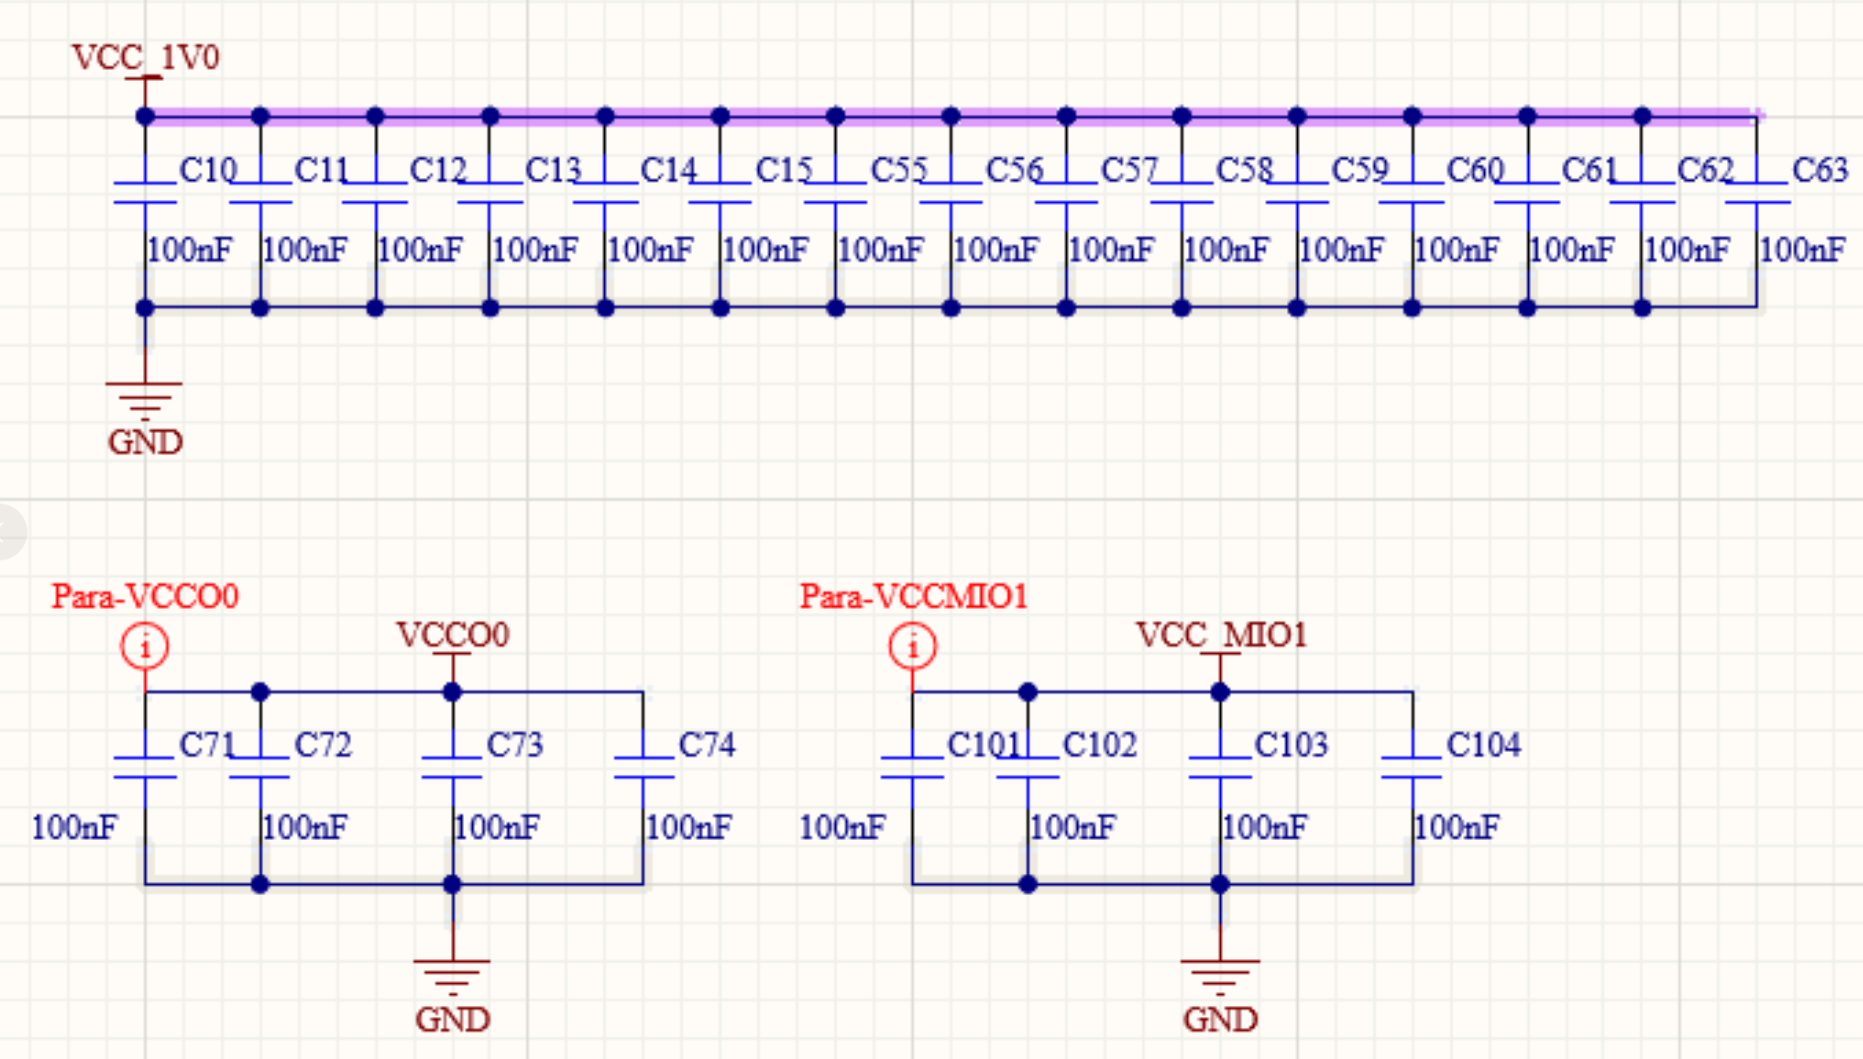 VCC_1V0
C10 C11 C12 C13 C14 C15 C55 C56 C57 C58 C59 C60 C61 C62 C63
100nF 100nF 100nF 100nF 100nF 100nF 100nF 100nF 100nF 100nF 100nF 100nF 100nF 100nF 100nF
GND
Para-VCCO0 Para-VCCMIO1
i VCCO0 i VCC_MIO1
C71 C72 C73 C74 C101 C102 C103 C104
100nF 100nF 100nF 100nF 100nF 100nF 100nF 100nF
GND GND